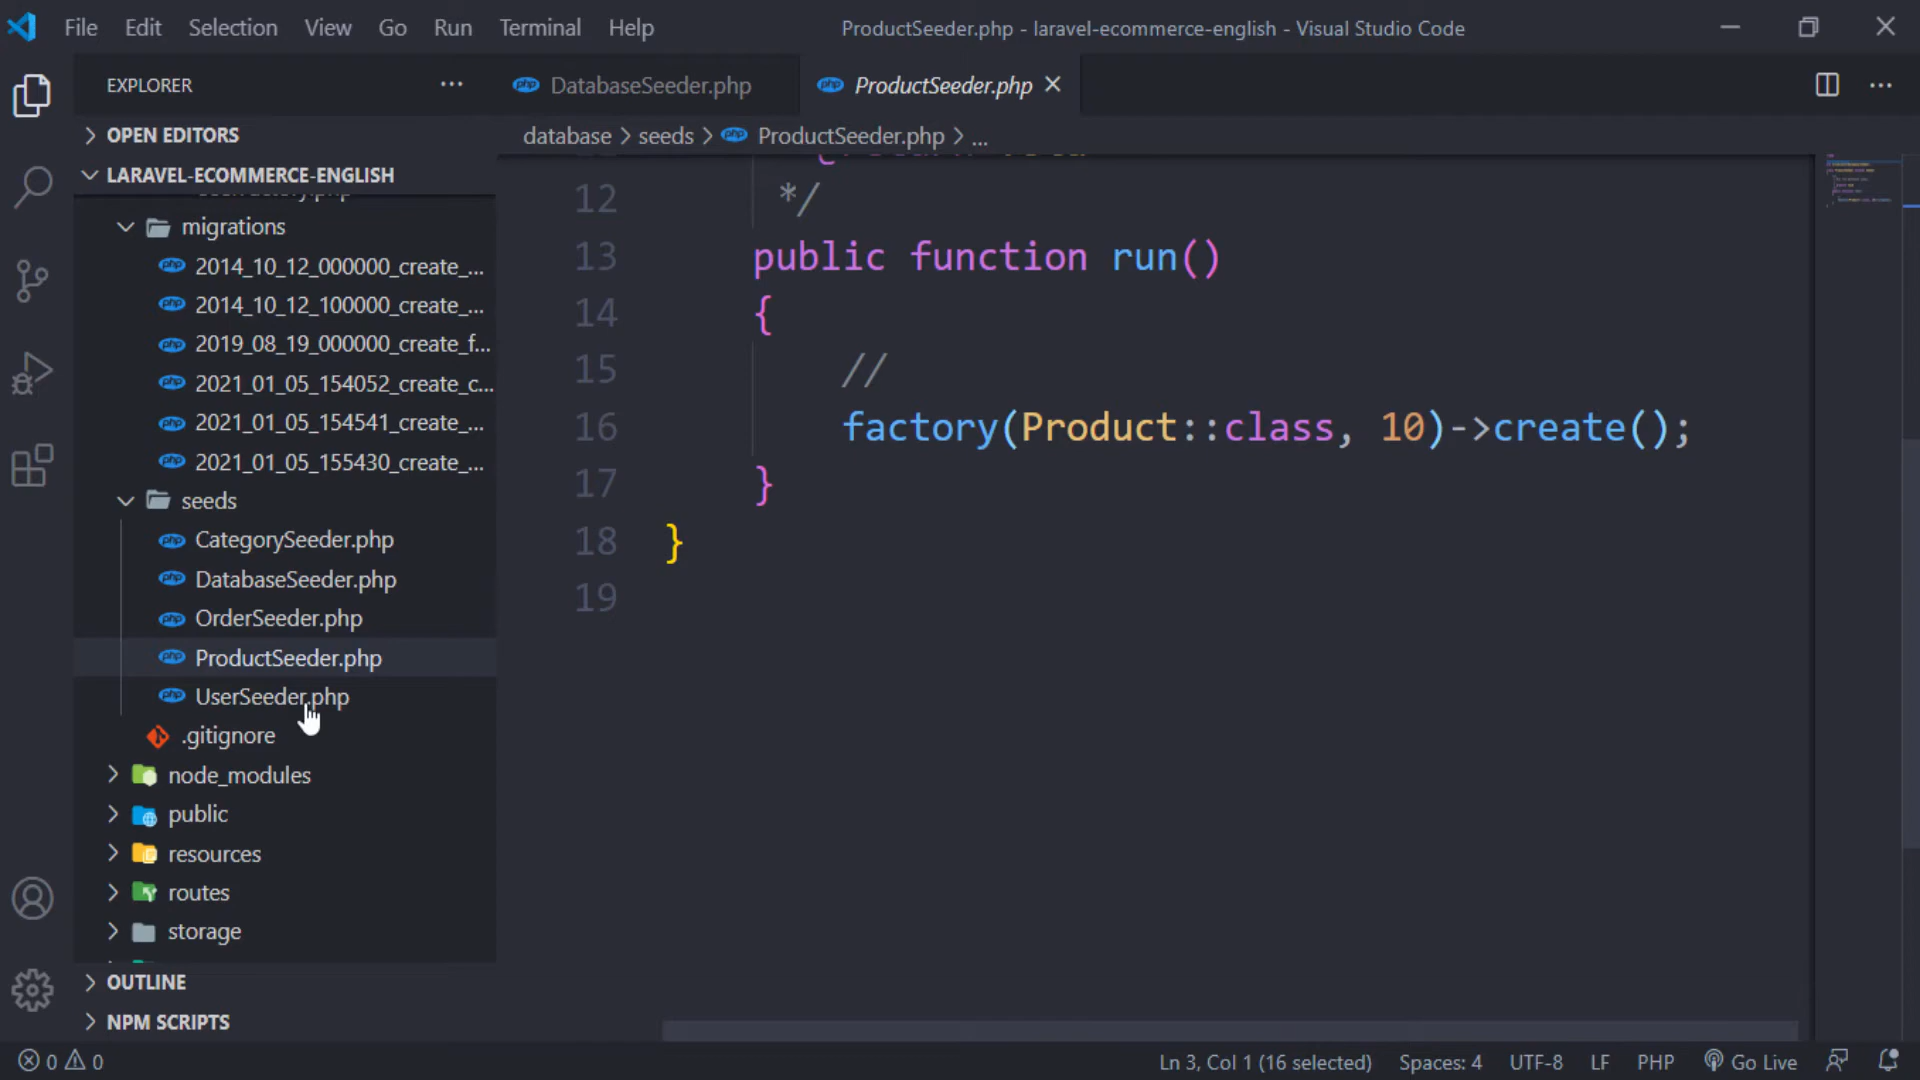 File Edit Selection View Go Run Terminal Help
ProductSeeder.php - laravel-ecommerce-english - Visual Studio Code
EXPLORER
OPEN EDITORS
LARAVEL-ECOMMERCE-ENGLISH
migrations
2014_10_12_000000_create_...
2014_10_12_100000_create_...
2019_08_19_000000_create_f...
2021_01_05_154052_create_c...
2021_01_05_154541_create_...
2021_01_05_155430_create_...
seeds
CategorySeeder.php
DatabaseSeeder.php
OrderSeeder.php
ProductSeeder.php
UserSeeder.php
.gitignore
node_modules
public
resources
routes
storage
OUTLINE
NPM SCRIPTS
DatabaseSeeder.php ProductSeeder.php
database > seeds > ProductSeeder.php > ...
12 */
13 public function run()
14 {
15 //
16 factory(Product::class, 10)->create();
17 }
18 }
19
0 0
Ln 3, Col 1 (16 selected) Spaces: 4 UTF-8 LF PHP Go Live